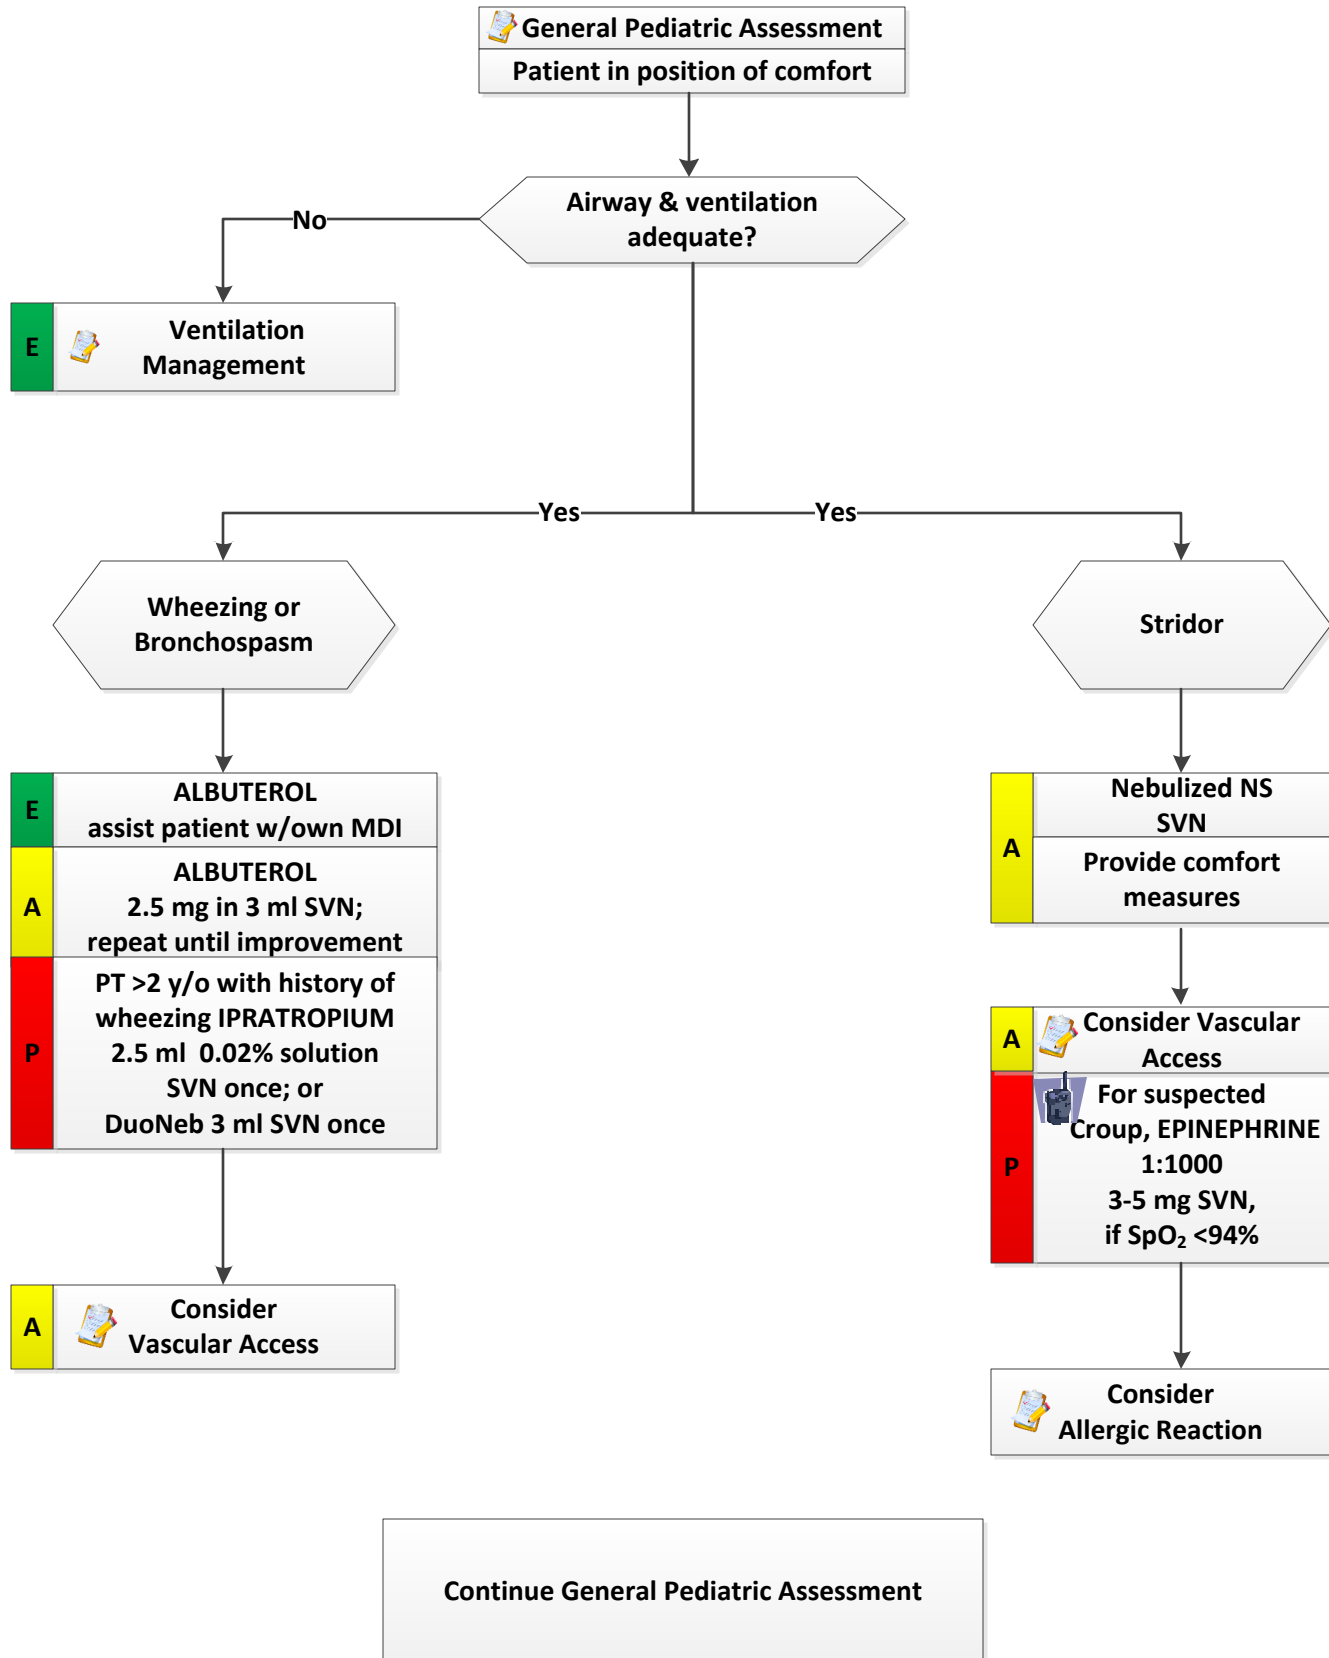 General Pediatric Assessment
Patient in position of comfort
Airway & ventilation
adequate?
No
E
Ventilation
Management
Yes
Yes
Wheezing or
Bronchospasm
Stridor
E
ALBUTEROL
assist patient w/own MDI
A
ALBUTEROL
2.5 mg in 3 ml SVN;
repeat until improvement
P
PT >2 y/o with history of
wheezing IPRATROPIUM
2.5 ml 0.02% solution
SVN once; or
DuoNeb 3 ml SVN once
A
Consider
Vascular Access
A
Nebulized NS
SVN
Provide comfort
measures
A
Consider Vascular
Access
P
For suspected
Croup, EPINEPHRINE
1:1000
3-5 mg SVN,
if SpO₂ <94%
Consider
Allergic Reaction
Continue General Pediatric Assessment